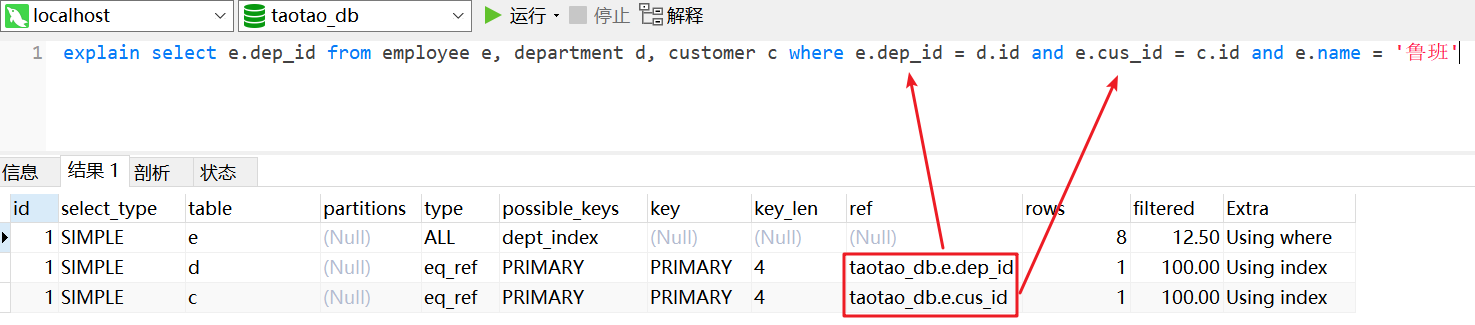 localhost taotao_db 运行 停止 解释
1 explain select e.dep_id from employee e, department d, customer c where e.dep_id = d.id and e.cus_id = c.id and e.name = '鲁班'
信息 结果 1 剖析 状态
id select_type table partitions type possible_keys key key_len ref rows filtered Extra
1 SIMPLE e (Null) ALL dept_index (Null) (Null) (Null) 8 12.50 Using where
1 SIMPLE d (Null) eq_ref PRIMARY PRIMARY 4 taotao_db.e.dep_id 1 100.00 Using index
1 SIMPLE c (Null) eq_ref PRIMARY PRIMARY 4 taotao_db.e.cus_id 1 100.00 Using index